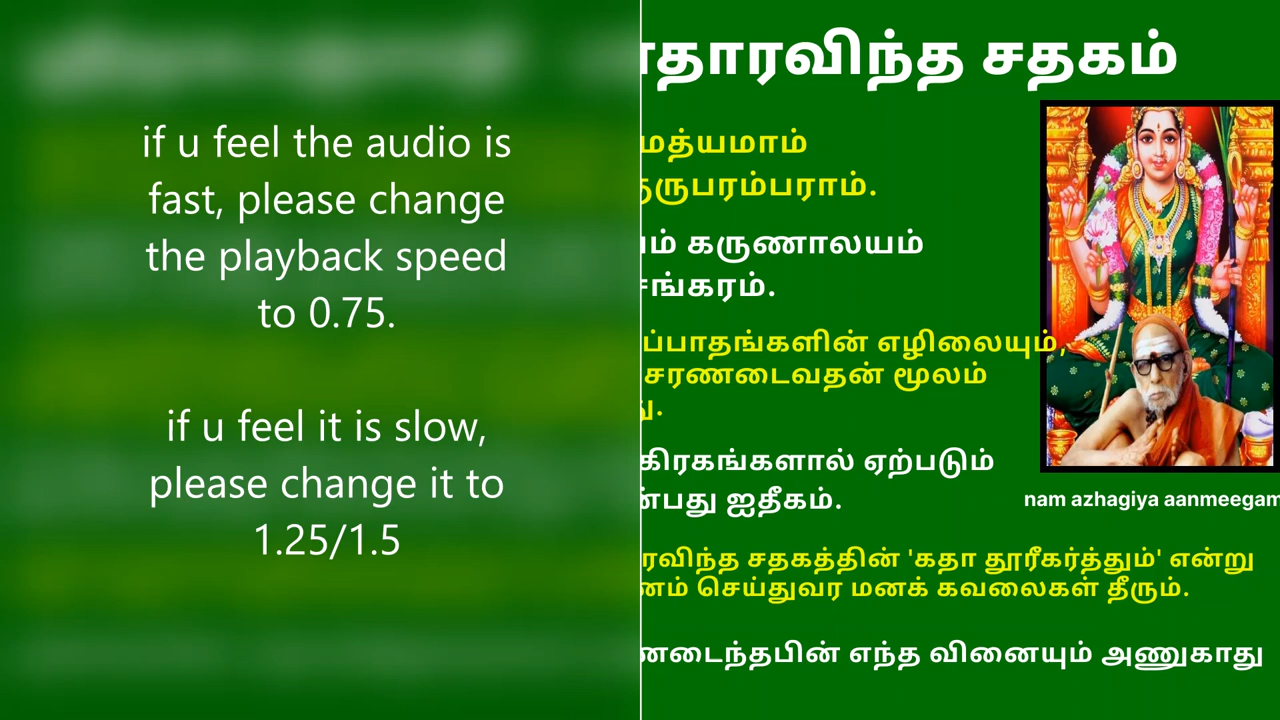 if u feel the audio is
fast, please change
the playback speed
to 0.75.
if u feel it is slow,
please change it to
1.25/1.5
ாதாரவிந்த சதகம்
மத்யமாம்
குருபரம்பராம்.
கருணாலயம்
சங்கரம்.
ப்பாதங்களின் எழிலையும்,
சரணடைவதன் மூலம்
கிரகங்களால் ஏற்படும்
ன்பது ஐதீகம்.
nam azhagiya aanmeegam
ரவிந்த சதகத்தின் 'கதா தூரீகர்த்தும்' என்று
னம் செய்துவர மனக் கவலைகள் தீரும்.
ணடைந்தபின் எந்த வினையும் அணுகாது